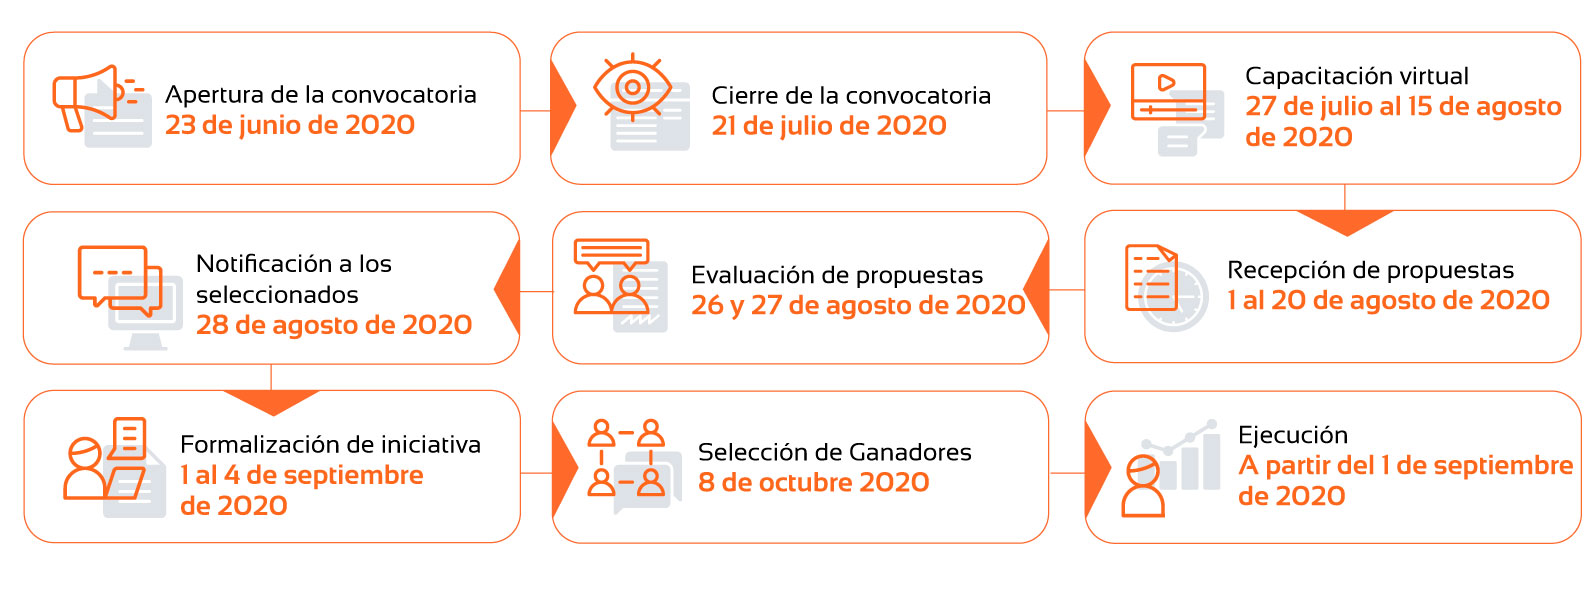 Apertura de la convocatoria
23 de junio de 2020
Cierre de la convocatoria
21 de julio de 2020
Capacitación virtual
27 de julio al 15 de agosto
de 2020
Recepción de propuestas
1 al 20 de agosto de 2020
Evaluación de propuestas
26 y 27 de agosto de 2020
Notificación a los
seleccionados
28 de agosto de 2020
Formalización de iniciativa
1 al 4 de septiembre
de 2020
Selección de Ganadores
8 de octubre 2020
Ejecución
A partir del 1 de septiembre
de 2020